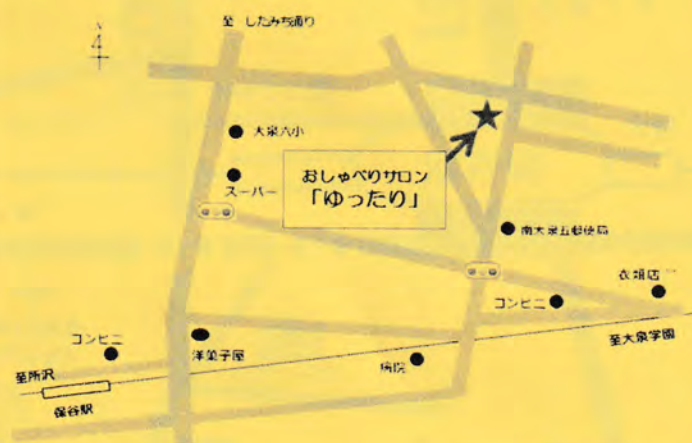 至 したみち通り
N
4
大泉六小
スーパー
おしゃべりサロン
「ゆったり」
南大泉五郵便局
衣類店
コンビニ
至大泉学園
コンビニ
洋菓子屋
病院
至所沢
保谷駅